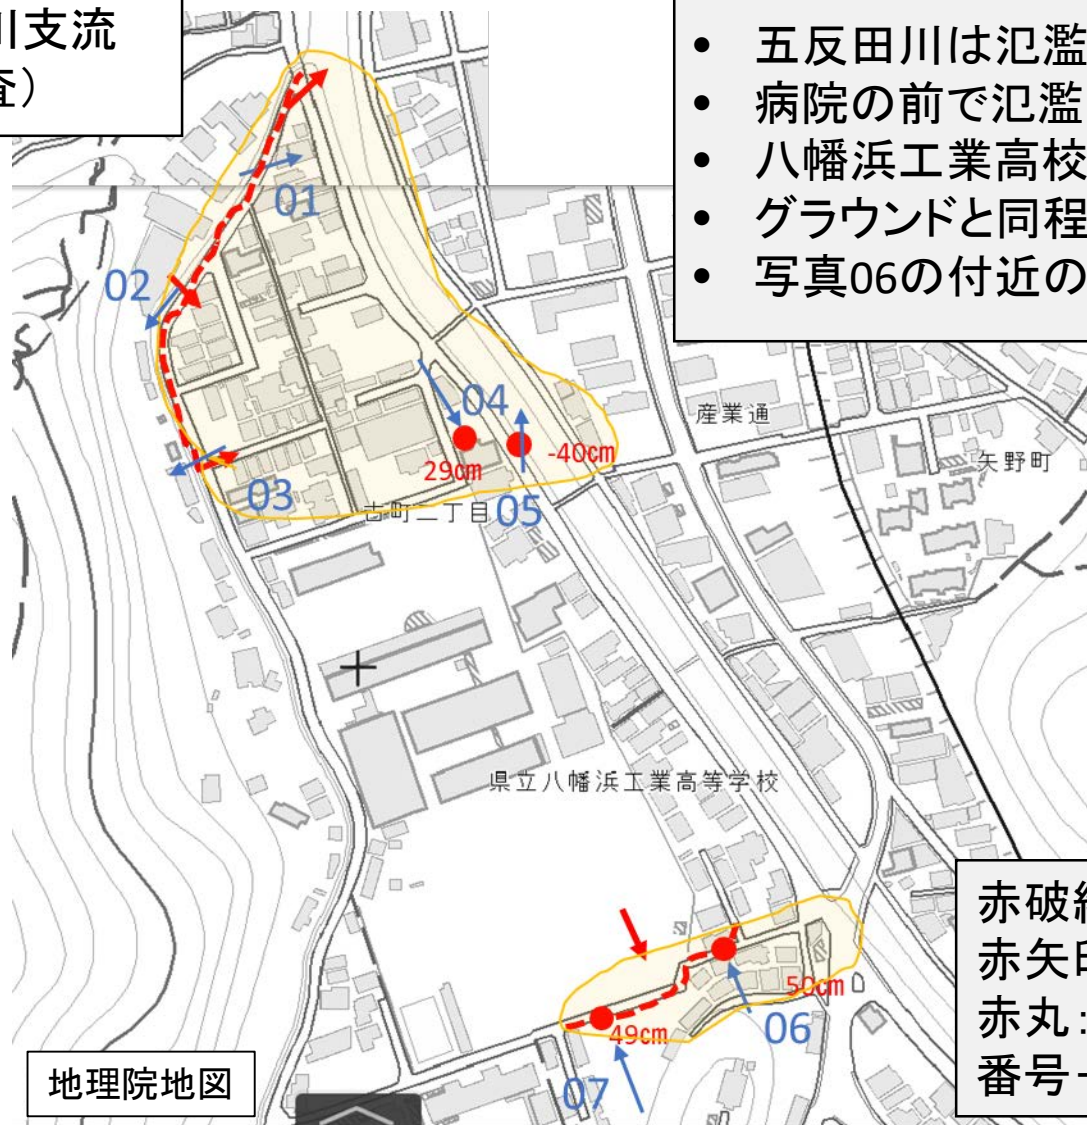 川支流
査）
• 五反田川は氾濫
• 病院の前で氾濫
• 八幡浜工業高校
• グラウンドと同程
• 写真06の付近の
01
02
産業通
04
-40cm
29cm
矢野町
03
古町二丁目
05
県立八幡浜工業高等学校
50cm
49cm
06
07
地理院地図
赤破線
赤矢印
赤丸：
番号